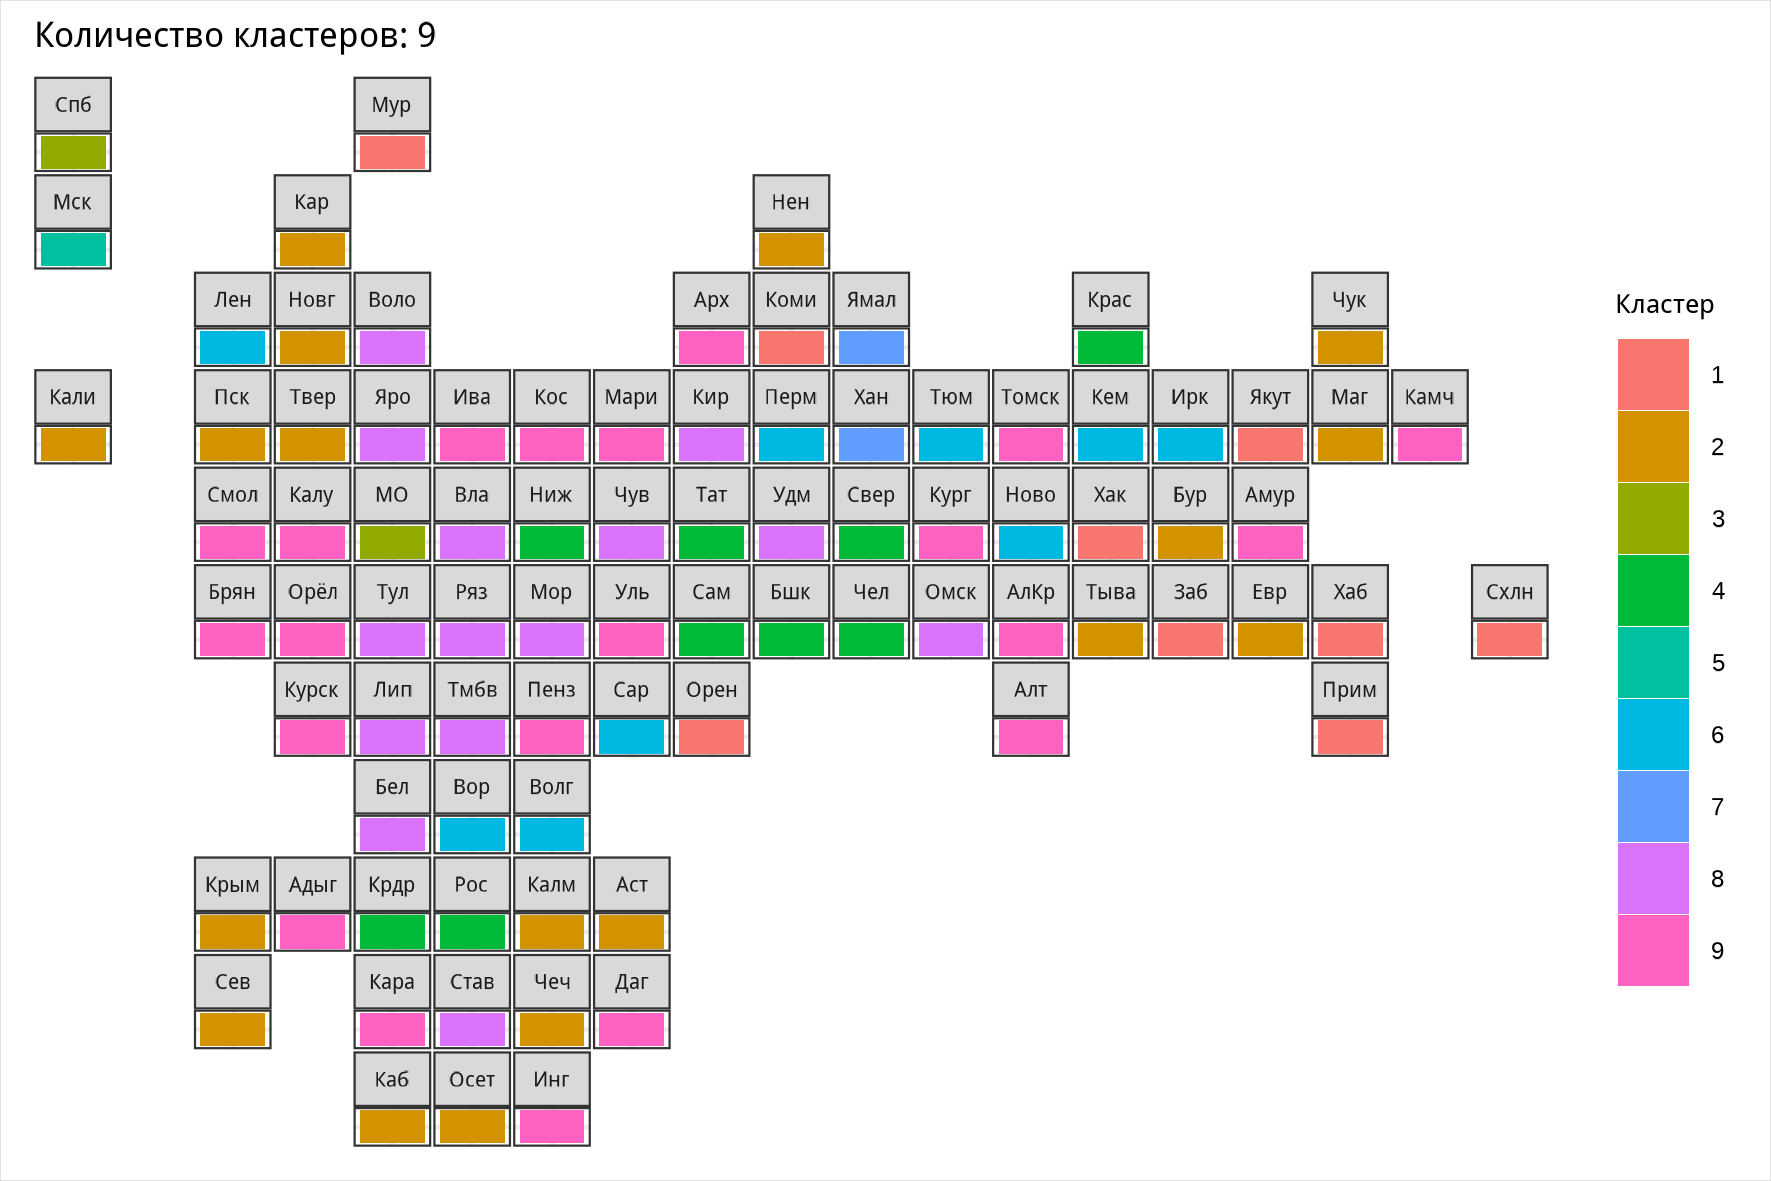 Количество кластеров: 9
Спб Мур
Мск Кар Нен
Лен Новг Воло Арх Коми Ямал Крас Чук
Кали Пск Твер Яро Ива Кос Мари Кир Перм Хан Тюм Томск Кем Ирк Якут Маг Камч
Смол Калу МО Вла Ниж Чув Тат Удм Свер Кург Ново Хак Бур Амур
Брян Орёл Тул Ряз Мор Уль Сам Бшк Чел Омск АлКр Тыва Заб Евр Хаб Схлн
Курск Лип Тмбв Пенз Сар Орен Алт Прим
Бел Вор Волг
Крым Адыг Крдр Рос Калм Аст
Сев Кара Став Чеч Даг
Каб Осет Инг
Кластер
1
2
3
4
5
6
7
8
9